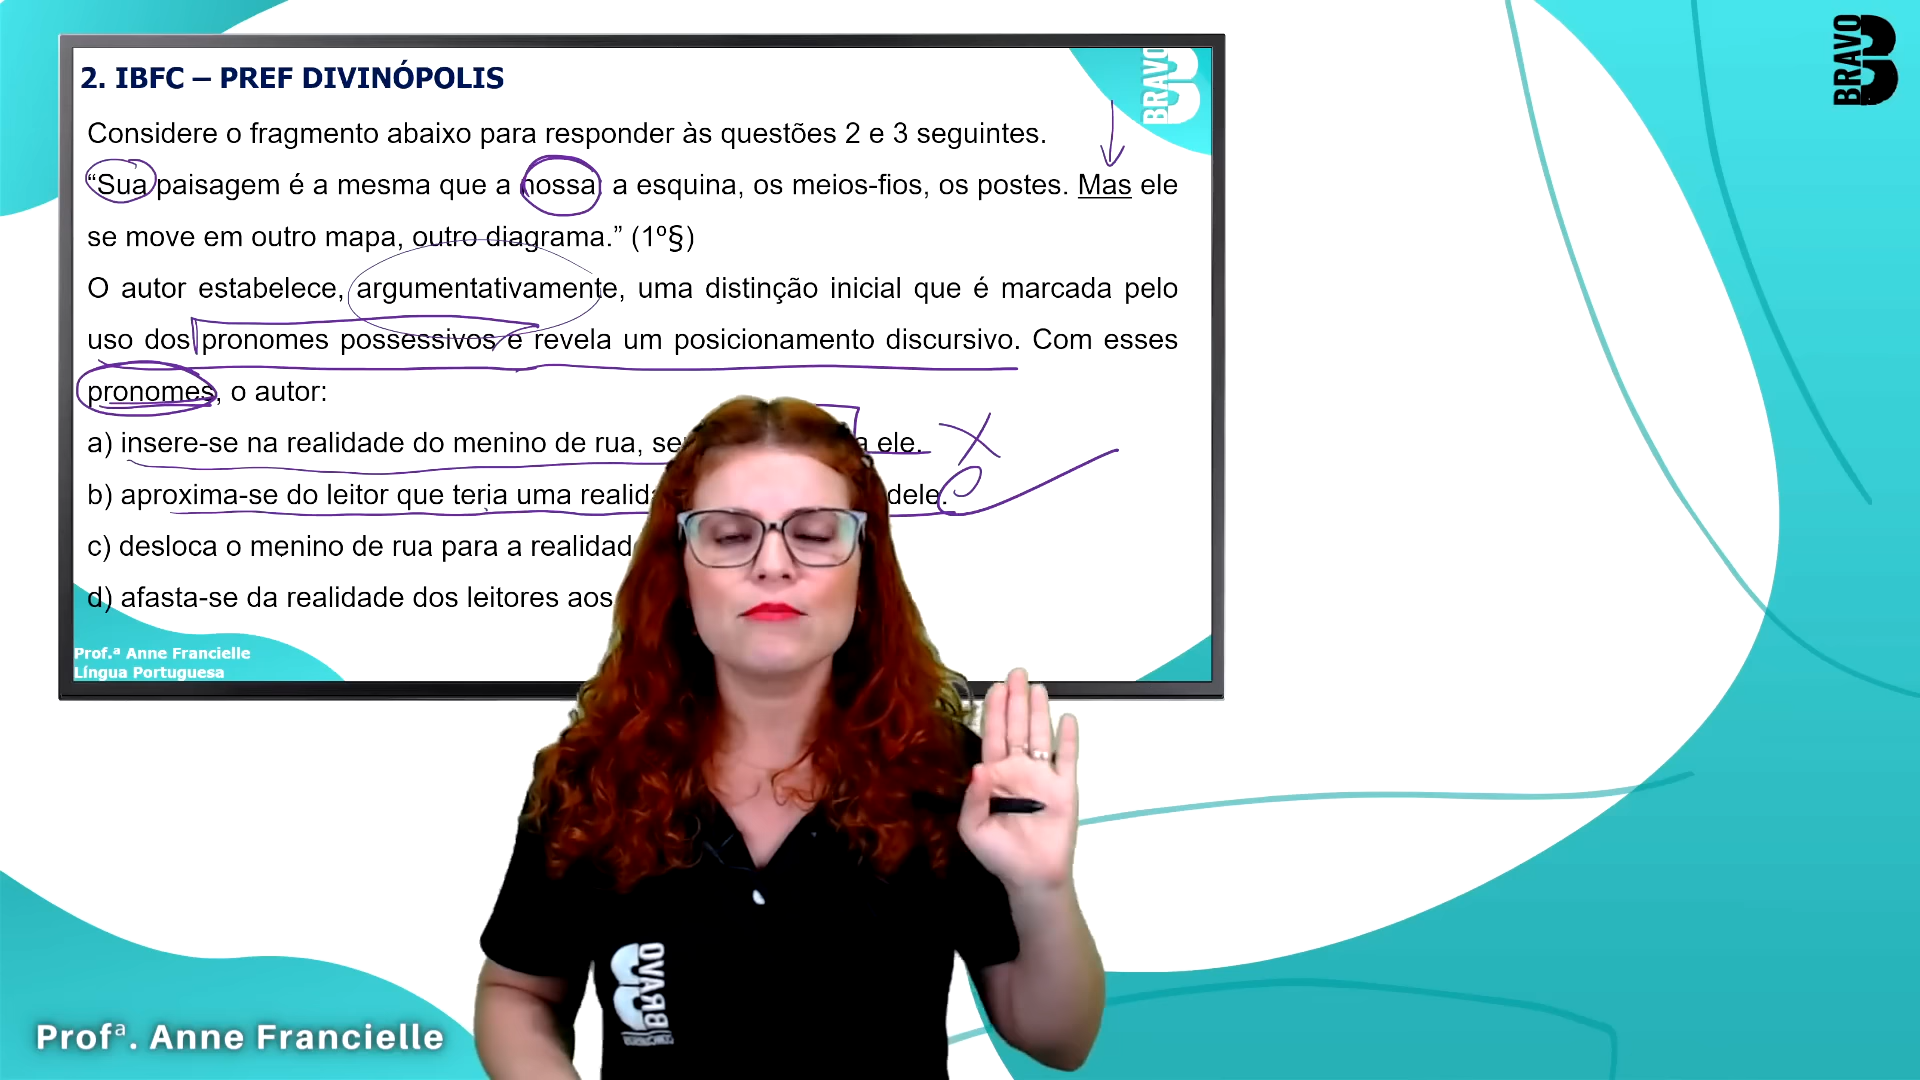 2. IBFC – PREF DIVINÓPOLIS
BRAVO
BRAVO
Considere o fragmento abaixo para responder às questões 2 e 3 seguintes.
“Sua paisagem é a mesma que a nossa: a esquina, os meios-fios, os postes. Mas ele
se move em outro mapa, outro diagrama.” (1º§)
O autor estabelece, argumentativamente, uma distinção inicial que é marcada pelo
uso dos pronomes possessivos e revela um posicionamento discursivo. Com esses
pronomes, o autor:
a) insere-se na realidade do menino de rua, ele.
b) aproxima-se do leitor que teria uma dele.
c) desloca o menino de rua para a
d) afasta-se da realidade dos leitores aos
Prof.ª Anne Francielle
Língua Portuguesa
BRAVO
Profª. Anne Francielle